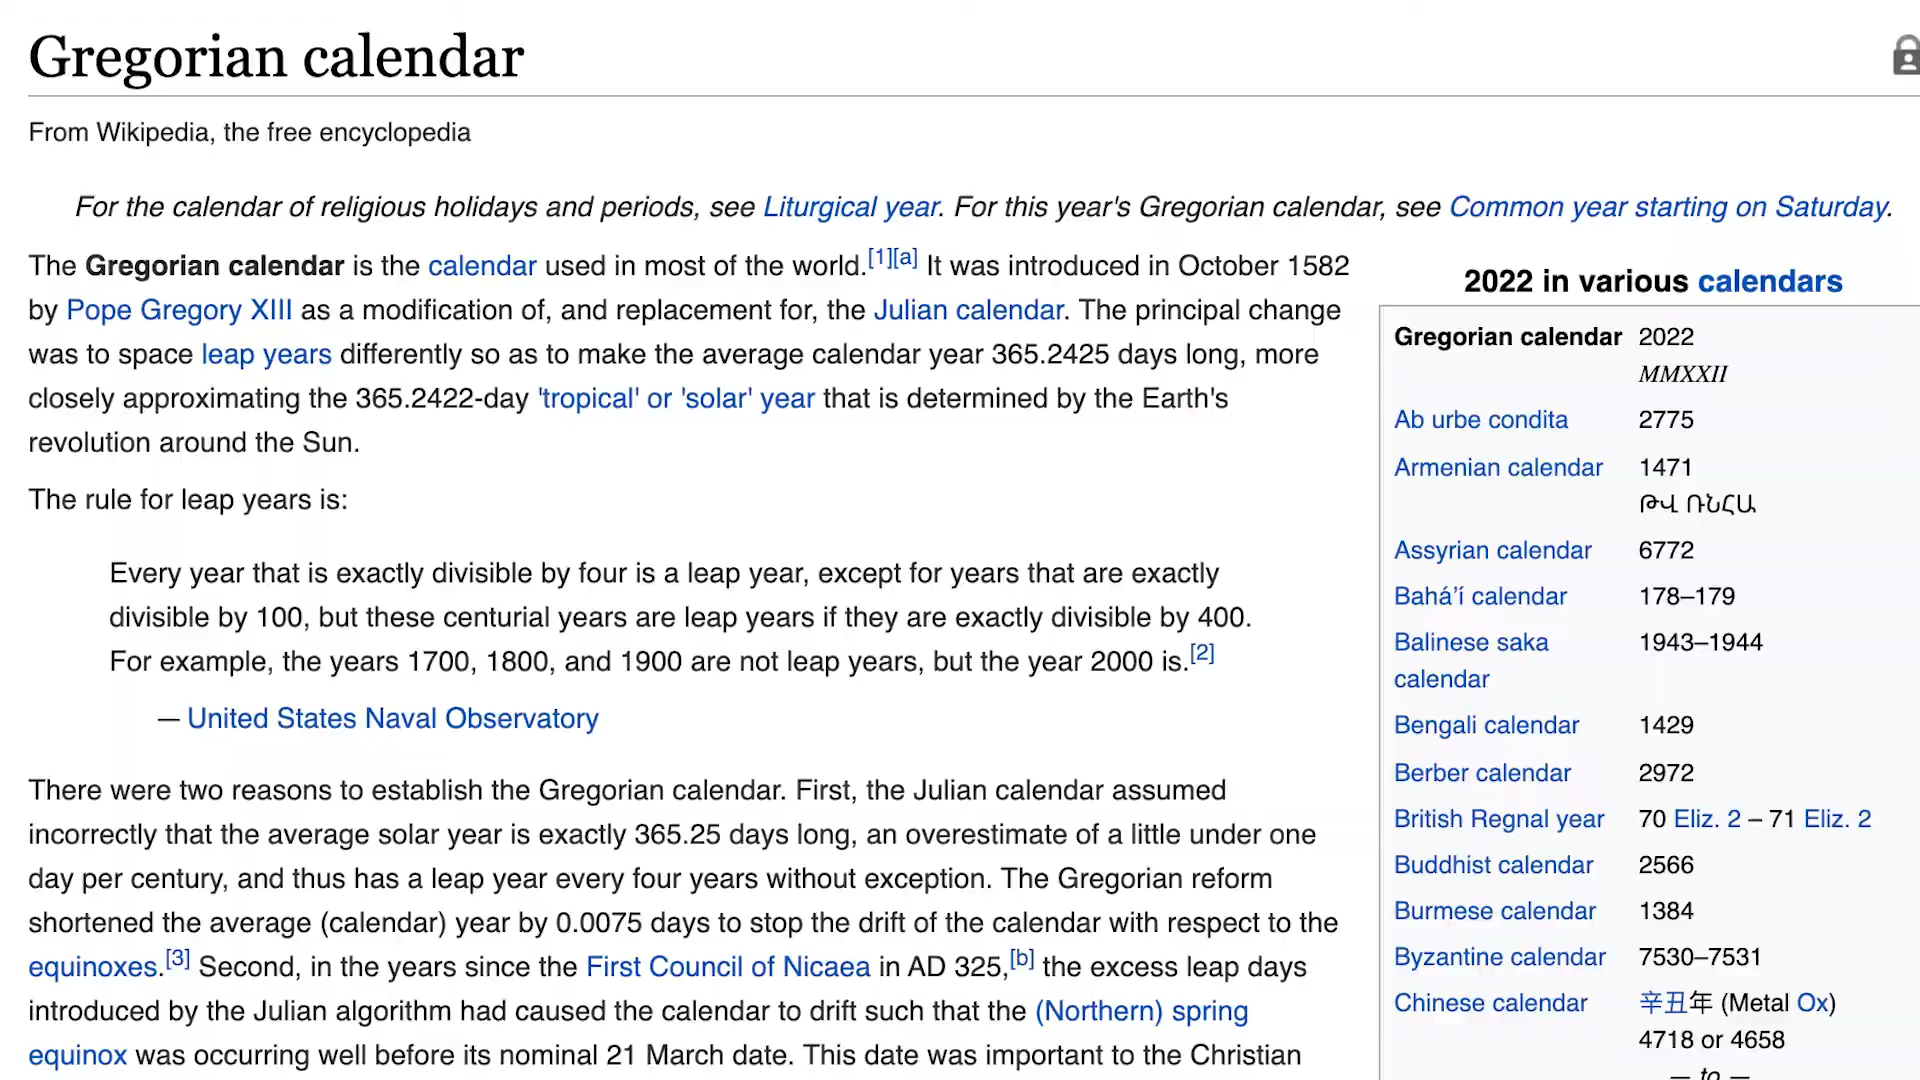 Gregorian calendar
From Wikipedia, the free encyclopedia
For the calendar of religious holidays and periods, see Liturgical year. For this year's Gregorian calendar, see Common year starting on Saturday.
The Gregorian calendar is the calendar used in most of the world.[1][a] It was introduced in October 1582
by Pope Gregory XIII as a modification of, and replacement for, the Julian calendar. The principal change
was to space leap years differently so as to make the average calendar year 365.2425 days long, more
closely approximating the 365.2422-day 'tropical' or 'solar' year that is determined by the Earth's
revolution around the Sun.
The rule for leap years is:
Every year that is exactly divisible by four is a leap year, except for years that are exactly
divisible by 100, but these centurial years are leap years if they are exactly divisible by 400.
For example, the years 1700, 1800, and 1900 are not leap years, but the year 2000 is.[2]
— United States Naval Observatory
There were two reasons to establish the Gregorian calendar. First, the Julian calendar assumed
incorrectly that the average solar year is exactly 365.25 days long, an overestimate of a little under one
day per century, and thus has a leap year every four years without exception. The Gregorian reform
shortened the average (calendar) year by 0.0075 days to stop the drift of the calendar with respect to the
equinoxes.[3] Second, in the years since the First Council of Nicaea in AD 325,[b] the excess leap days
introduced by the Julian algorithm had caused the calendar to drift such that the (Northern) spring
equinox was occurring well before its nominal 21 March date. This date was important to the Christian
2022 in various calendars
Gregorian calendar 2022
MMXXII
Ab urbe condita 2775
Armenian calendar 1471
ԹՎ ՌՆՀԱ
Assyrian calendar 6772
Baháʼí calendar 178–179
Balinese saka 1943–1944
calendar
Bengali calendar 1429
Berber calendar 2972
British Regnal year 70 Eliz. 2 – 71 Eliz. 2
Buddhist calendar 2566
Burmese calendar 1384
Byzantine calendar 7530–7531
Chinese calendar 辛丑年 (Metal Ox)
4718 or 4658
— to —